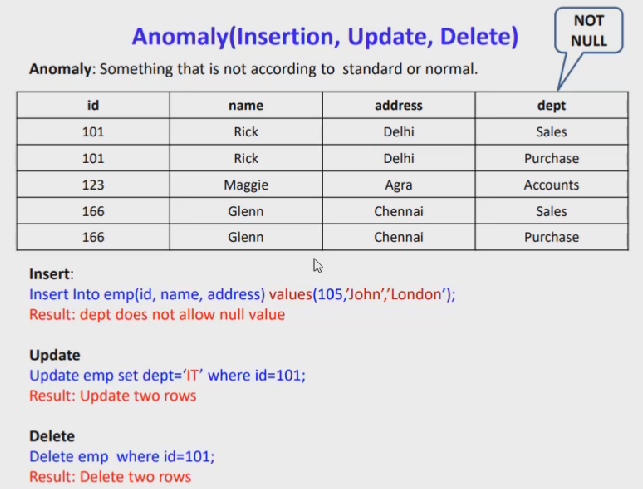 Anomaly(Insertion, Update, Delete)
NOT
NULL
Anomaly: Something that is not according to standard or normal.
id name address dept
101 Rick Delhi Sales
101 Rick Delhi Purchase
123 Maggie Agra Accounts
166 Glenn Chennai Sales
166 Glenn Chennai Purchase
Insert:
Insert Into emp(id, name, address) values(105,’John’,’London’);
Result: dept does not allow null value
Update
Update emp set dept=‘IT’ where id=101;
Result: Update two rows
Delete
Delete emp where id=101;
Result: Delete two rows